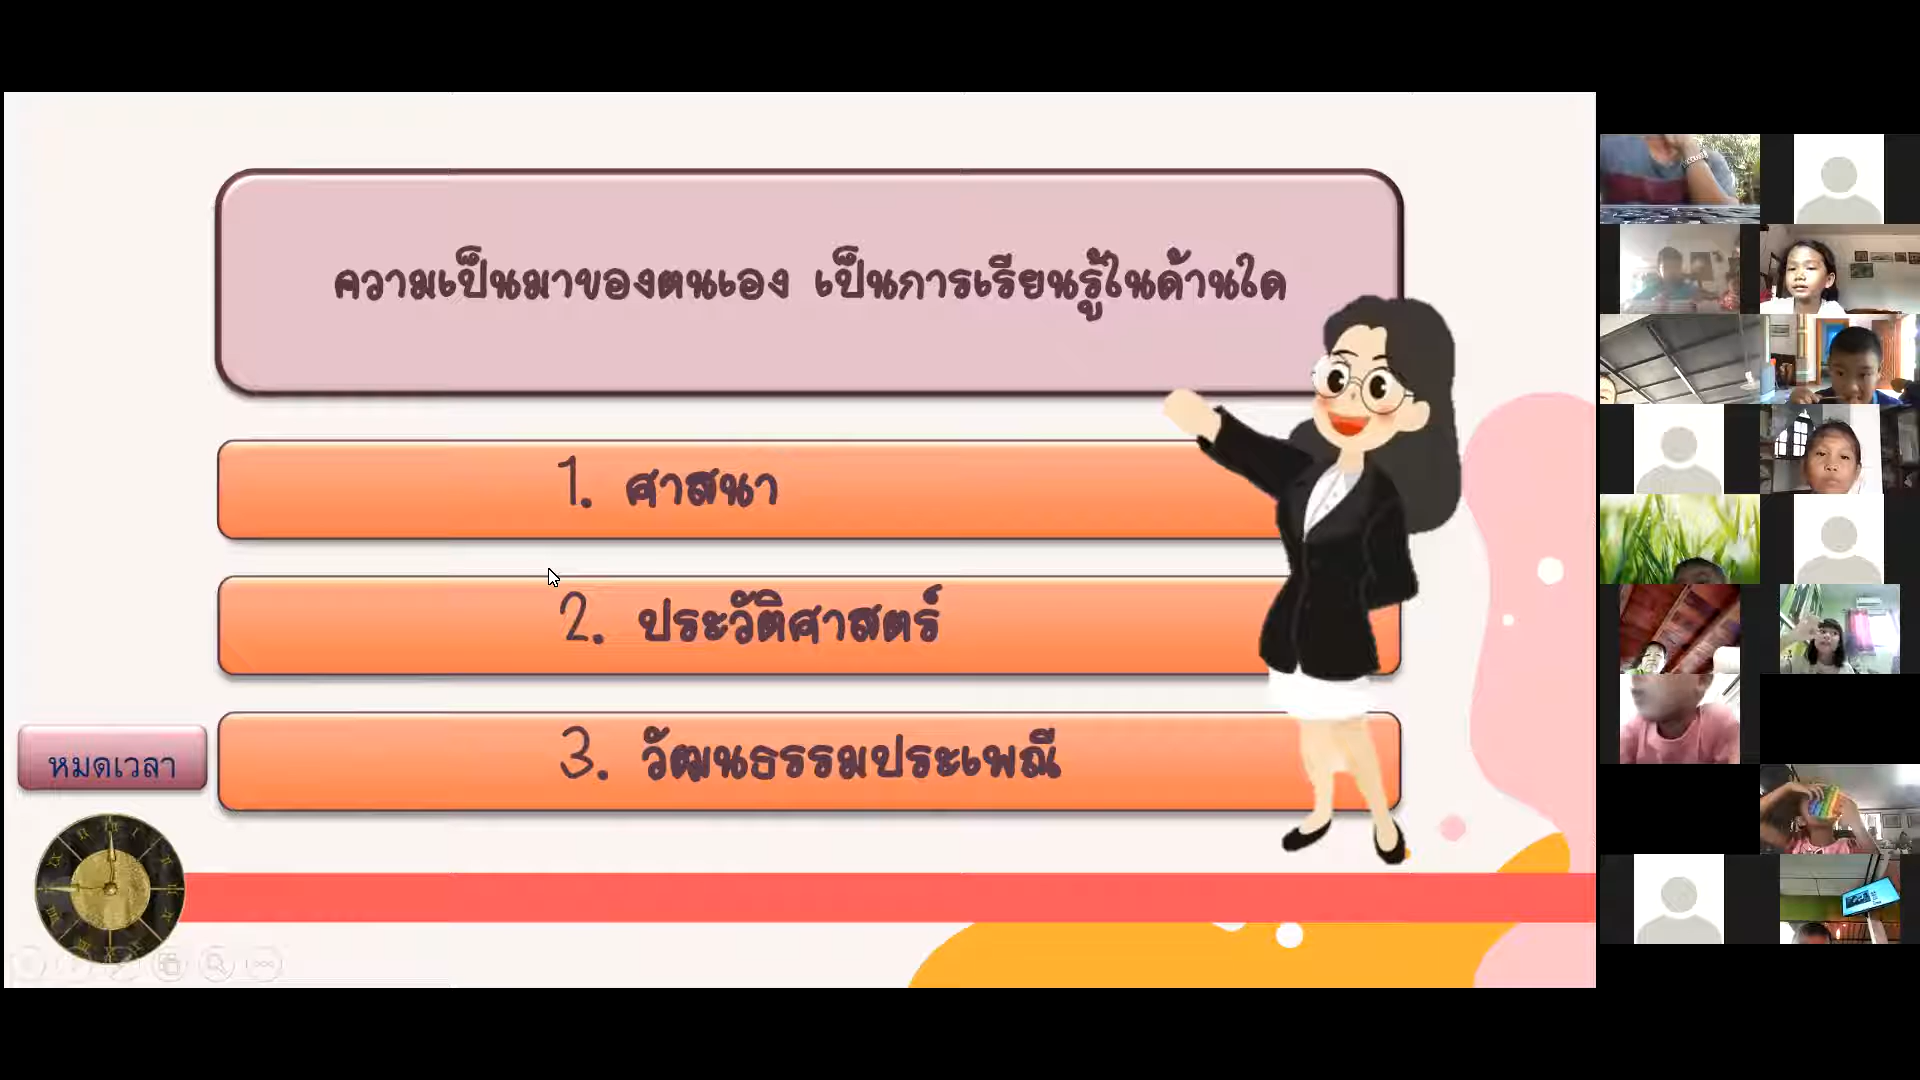 ความเป็นมาของตนเอง เป็นการเรียนรู้ในด้านใด
1. ศาสนา
2. ประวัติศาสตร์
3. วัฒนธรรมประเพณี
หมดเวลา